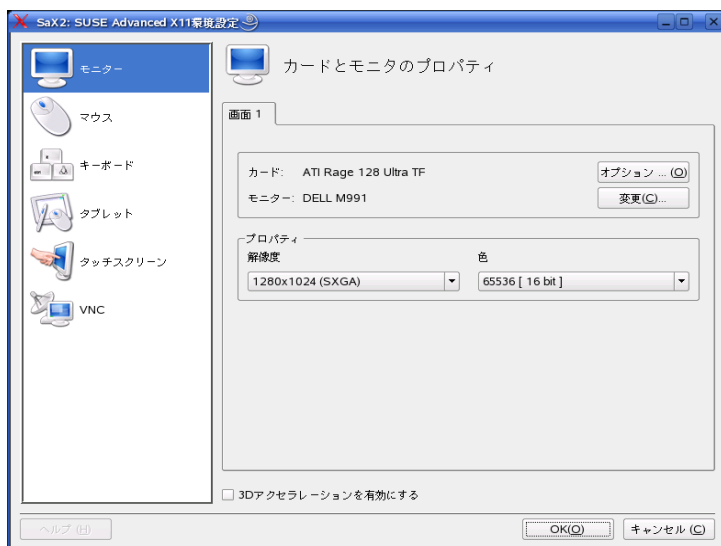 SaX2: SUSE Advanced X11環境設定
モニター
マウス
キーボード
タブレット
タッチスクリーン
VNC
カードとモニタのプロパティ
画面 1
カード: ATI Rage 128 Ultra TF
オプション ... (O)
モニター: DELL M991
変更(C)...
プロパティ
解像度 色
1280x1024 (SXGA) 65536 [ 16 bit ]
3Dアクセラレーションを有効にする
ヘルプ (H) OK(O) キャンセル (C)